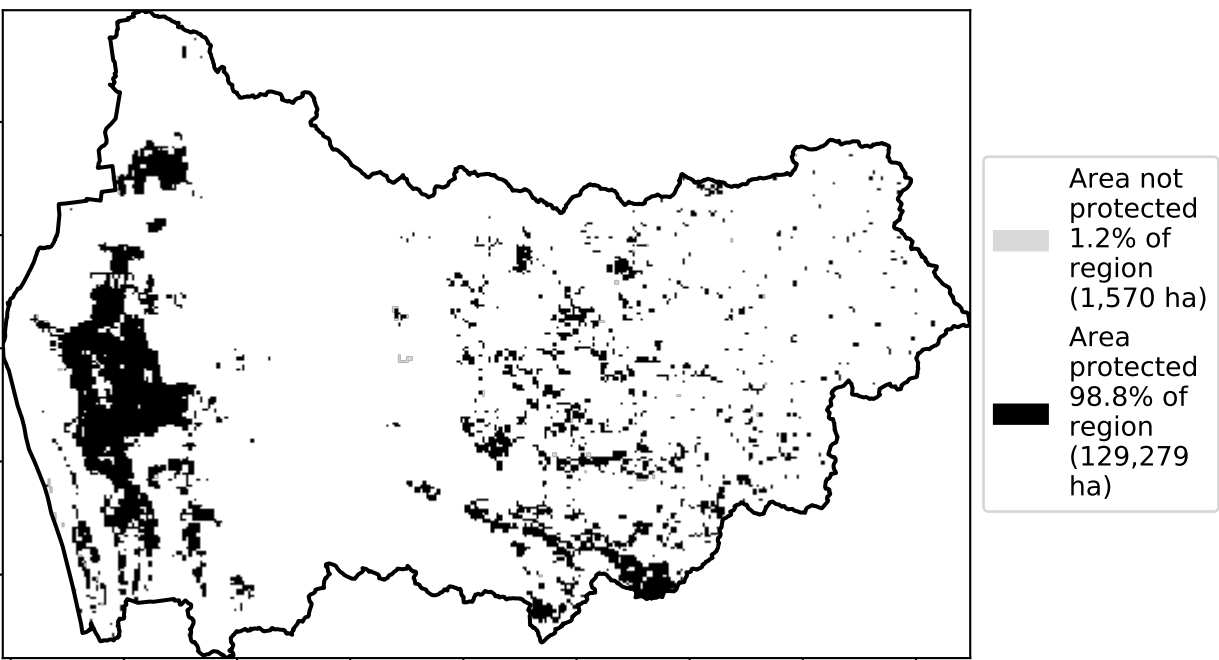 Area not
protected
1.2% of
region
(1,570 ha)
Area
protected
98.8% of
region
(129,279
ha)